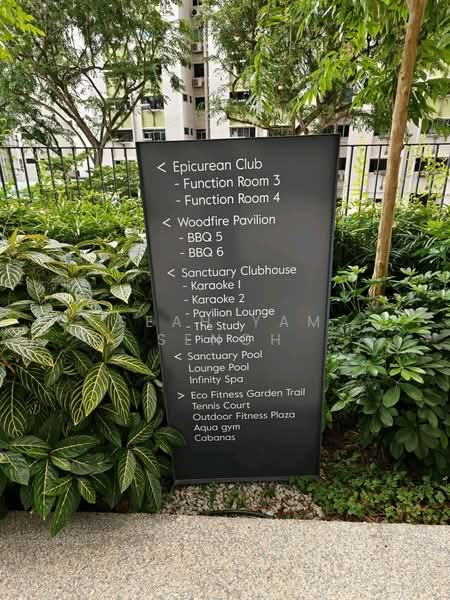 < Epicurean Club
- Function Room 3
- Function Room 4
< Woodfire Pavilion
- BBQ 5
- BBQ 6
< Sanctuary Clubhouse
- Karaoke 1
- Karaoke 2
- Pavilion Lounge
- The Study
- Piano Room
< Sanctuary Pool
Lounge Pool
Infinity Spa
> Eco Fitness Garden Trail
Tennis Court
Outdoor Fitness Plaza
Aqua gym
Cabanas